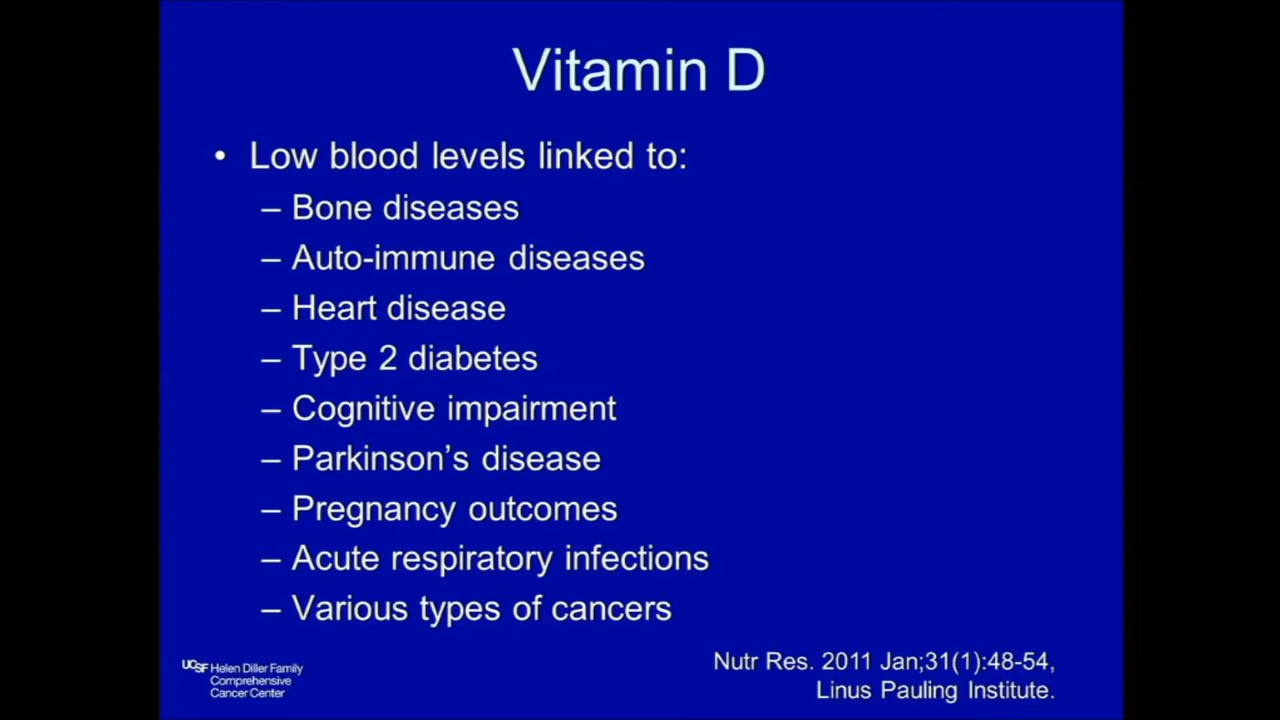 Vitamin D
• Low blood levels linked to:
– Bone diseases
– Auto-immune diseases
– Heart disease
– Type 2 diabetes
– Cognitive impairment
– Parkinson’s disease
– Pregnancy outcomes
– Acute respiratory infections
– Various types of cancers
UCSF Helen Diller Family
Comprehensive
Cancer Center
Nutr Res. 2011 Jan;31(1):48-54,
Linus Pauling Institute.